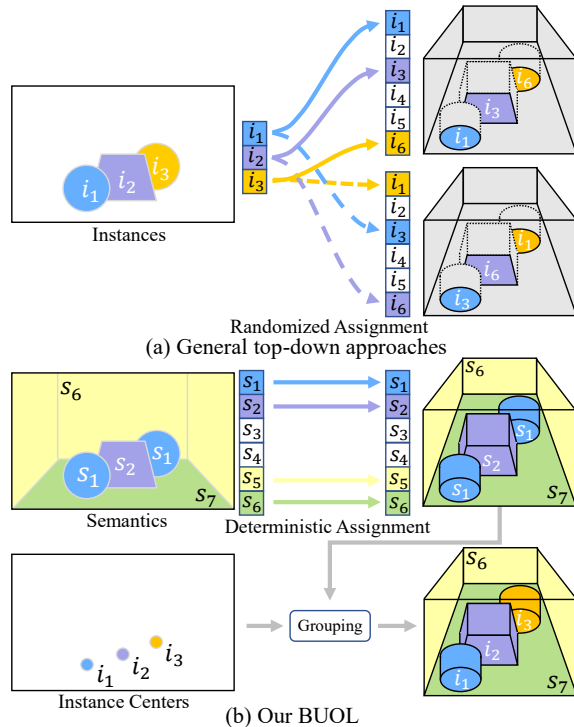 i₁
i₂
i₃
Instances
i₁
i₂
i₃
i₁
i₂
i₃
i₄
i₅
i₆
i₁
i₂
i₃
i₄
i₅
i₆
i₆
i₃
i₁
i₁
i₆
i₃
Randomized Assignment
(a) General top-down approaches
s₆
s₁
s₂
s₁
s₇
Semantics
s₁
s₂
s₃
s₄
s₅
s₆
s₁
s₂
s₃
s₄
s₅
s₆
Deterministic Assignment
s₆
s₁
s₂
s₁
s₇
i₁
i₂
i₃
Instance Centers
Grouping
s₆
i₃
i₂
i₁
s₇
(b) Our BUOL